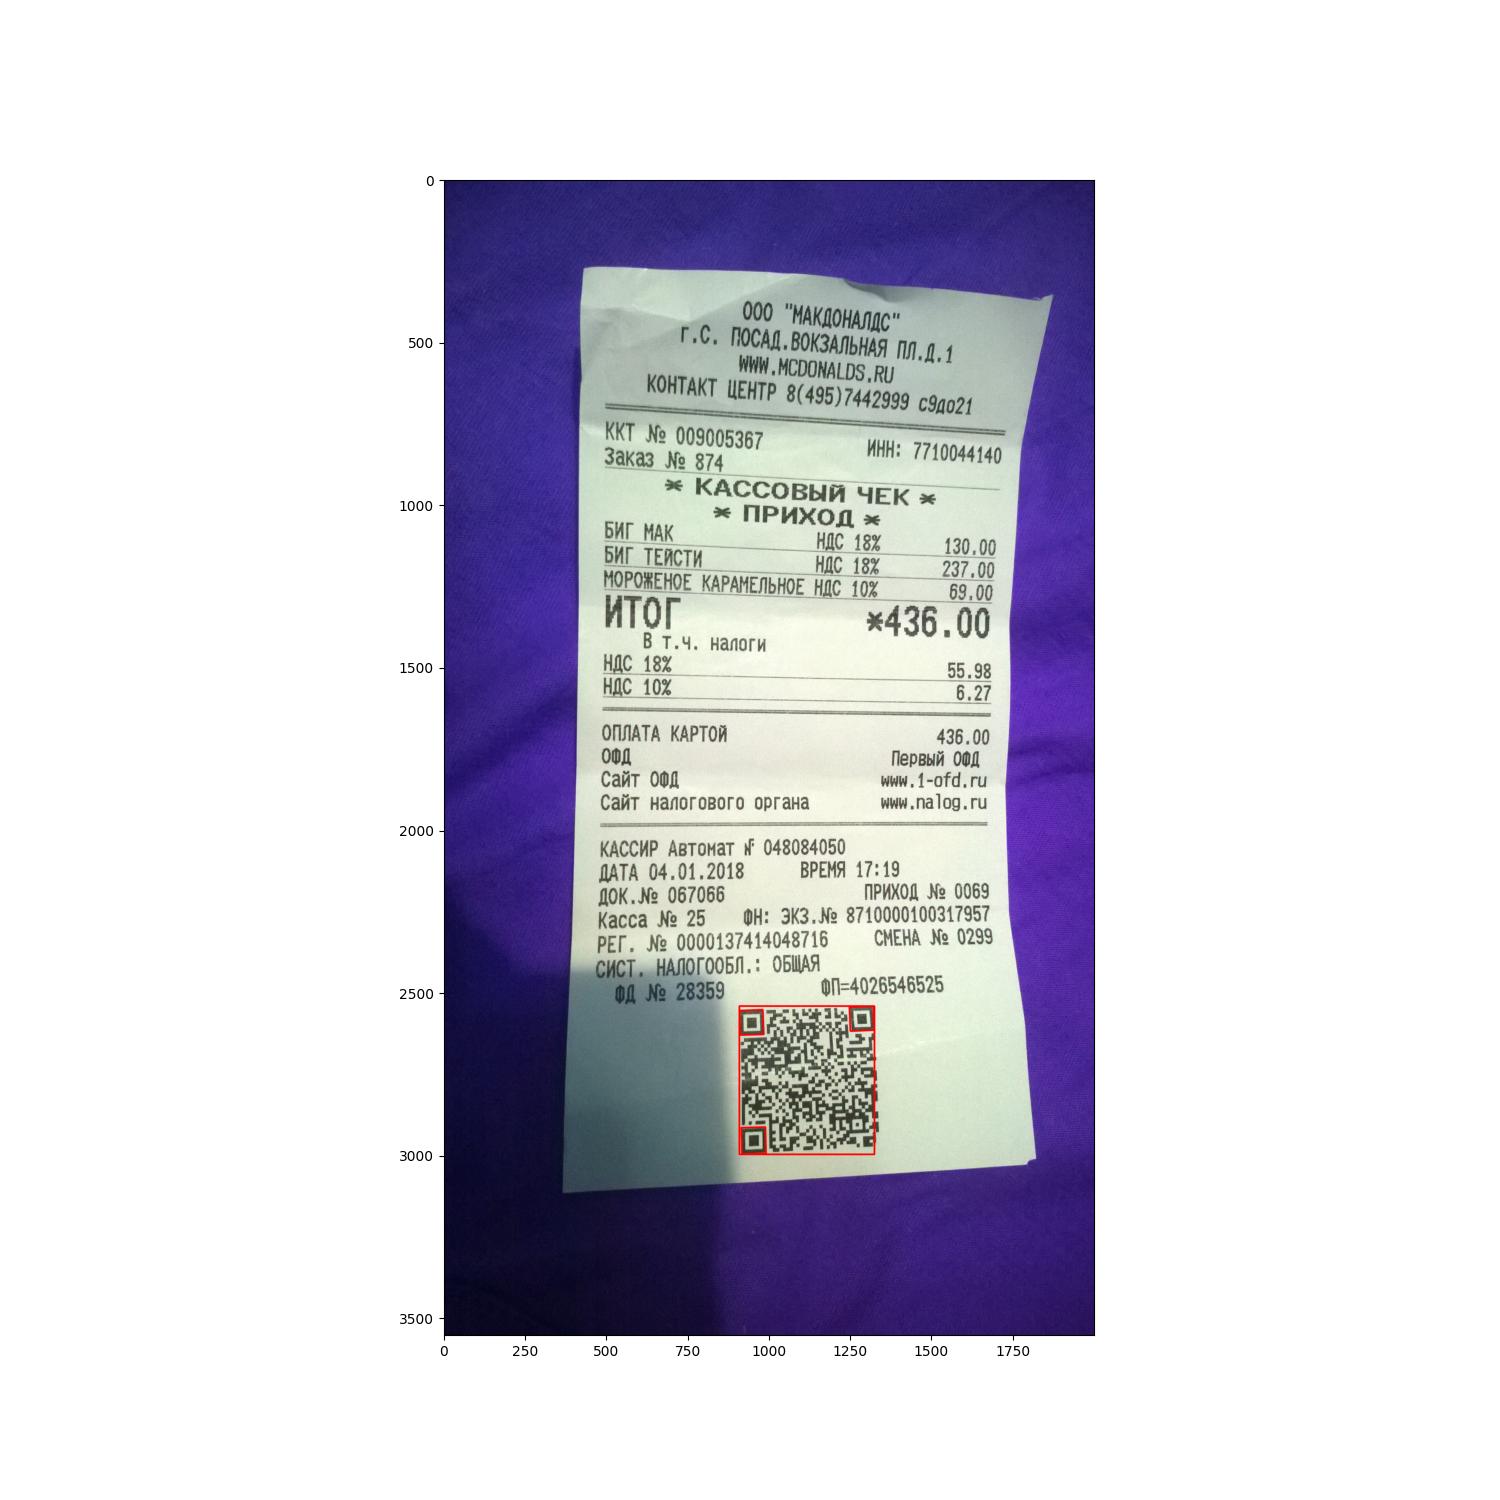 ООО "МАКДОНАЛДС"
г.С. ПОСАД.ВОКЗАЛЬНАЯ ПЛ.Д.1
WWW.MCDONALDS.RU
КОНТАКТ ЦЕНТР 8(495)7442999 с9до21
ККТ № 009005367 ИНН: 7710044140
Заказ № 874
* КАССОВЫЙ ЧЕК *
* ПРИХОД *
БИГ МАК НДС 18% 130.00
БИГ ТЕЙСТИ НДС 18% 237.00
МОРОЖЕНОЕ КАРАМЕЛЬНОЕ НДС 10% 69.00
ИТОГ *436.00
В т.ч. налоги
НДС 18% 55.98
НДС 10% 6.27
ОПЛАТА КАРТОЙ 436.00
ОФД Первый ОФД
Сайт ОФД www.1-ofd.ru
Сайт налогового органа www.nalog.ru
КАССИР Автомат № 048084050
ДАТА 04.01.2018 ВРЕМЯ 17:19
ДОК.№ 067066 ПРИХОД № 0069
Касса № 25 ФН: ЭКЗ.№ 8710000100317957
РЕГ. № 0000137414048716 СМЕНА № 0299
СИСТ. НАЛОГООБЛ.: ОБЩАЯ
ФД № 28359 ФП=4026546525
0
500
1000
1500
2000
2500
3000
3500
0 250 500 750 1000 1250 1500 1750